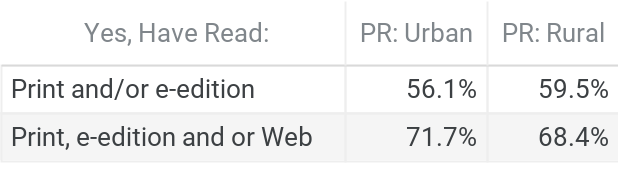 Yes, Have Read: PR: Urban PR: Rural
Print and/or e-edition 56.1% 59.5%
Print, e-edition and or Web 71.7% 68.4%